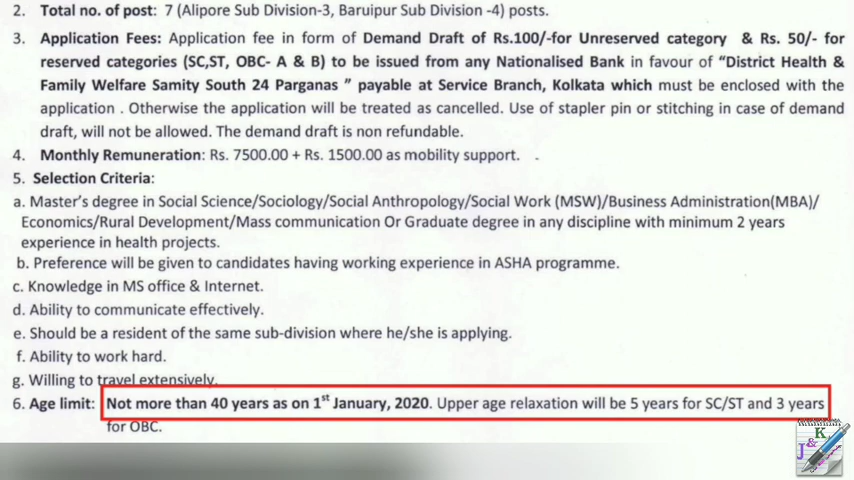 2. Total no. of post: 7 (Alipore Sub Division-3, Baruipur Sub Division -4) posts.
3. Application Fees: Application fee in form of Demand Draft of Rs.100/-for Unreserved category & Rs. 50/- for
reserved categories (SC,ST, OBC- A & B) to be issued from any Nationalised Bank in favour of “District Health &
Family Welfare Samity South 24 Parganas ” payable at Service Branch, Kolkata which must be enclosed with the
application . Otherwise the application will be treated as cancelled. Use of stapler pin or stitching in case of demand
draft, will not be allowed. The demand draft is non refundable.
4. Monthly Remuneration: Rs. 7500.00 + Rs. 1500.00 as mobility support.
5. Selection Criteria:
a. Master’s degree in Social Science/Sociology/Social Anthropology/Social Work (MSW)/Business Administration(MBA)/
Economics/Rural Development/Mass communication Or Graduate degree in any discipline with minimum 2 years
experience in health projects.
b. Preference will be given to candidates having working experience in ASHA programme.
c. Knowledge in MS office & Internet.
d. Ability to communicate effectively.
e. Should be a resident of the same sub-division where he/she is applying.
f. Ability to work hard.
g. Willing to travel extensively.
6. Age limit: Not more than 40 years as on 1st January, 2020. Upper age relaxation will be 5 years for SC/ST and 3 years
for OBC.
J&K